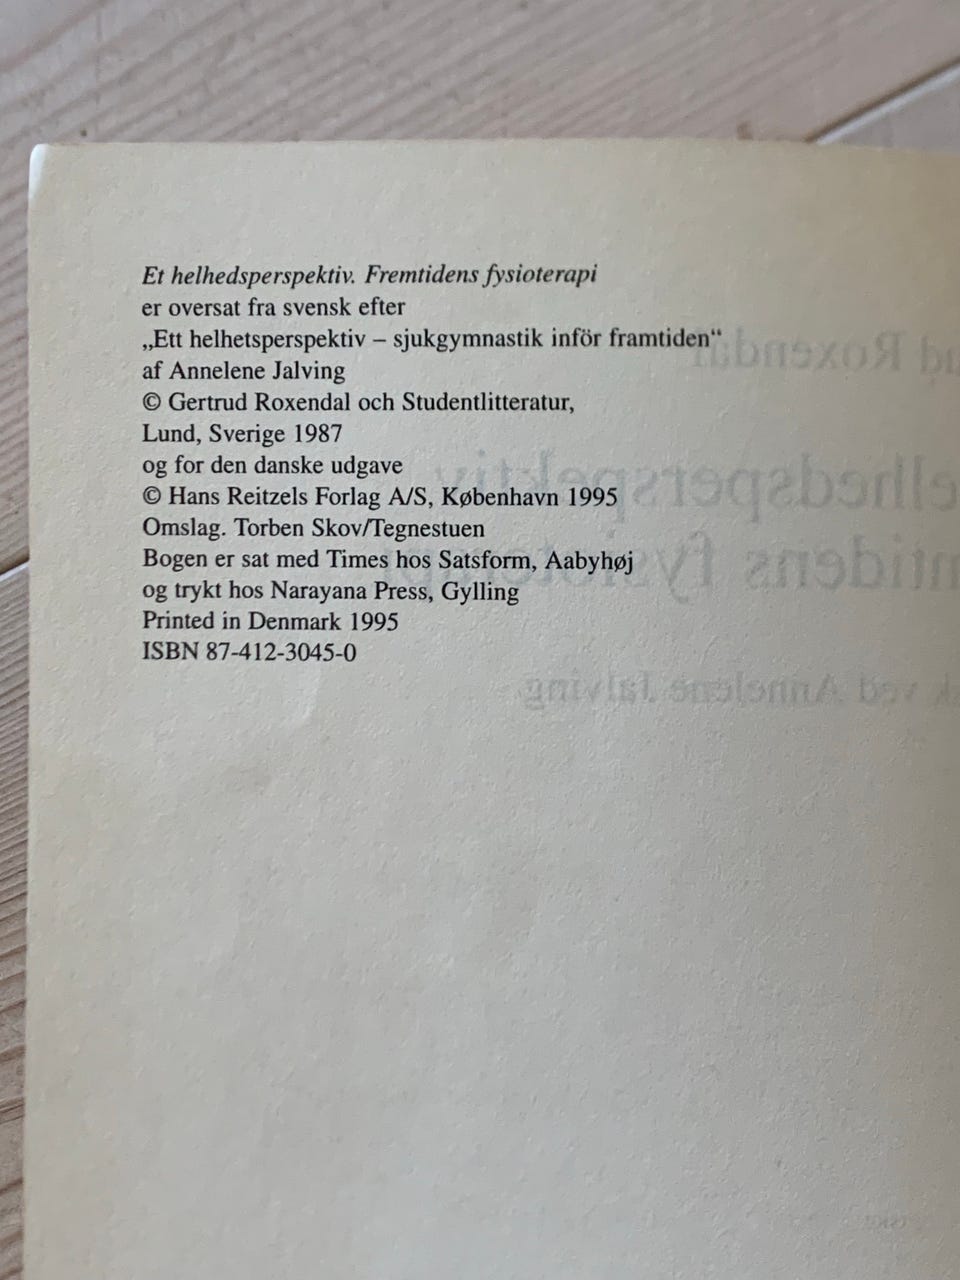 Et helhedsperspektiv. Fremtidens fysioterapi
er oversat fra svensk efter
„Ett helhetsperspektiv – sjukgymnastik inför framtiden“
af Annelene Jalving
© Gertrud Roxendal och Studentlitteratur,
Lund, Sverige 1987
og for den danske udgave
© Hans Reitzels Forlag A/S, København 1995
Omslag. Torben Skov/Tegnestuen
Bogen er sat med Times hos Satsform, Aabyhøj
og trykt hos Narayana Press, Gylling
Printed in Denmark 1995
ISBN 87-412-3045-0